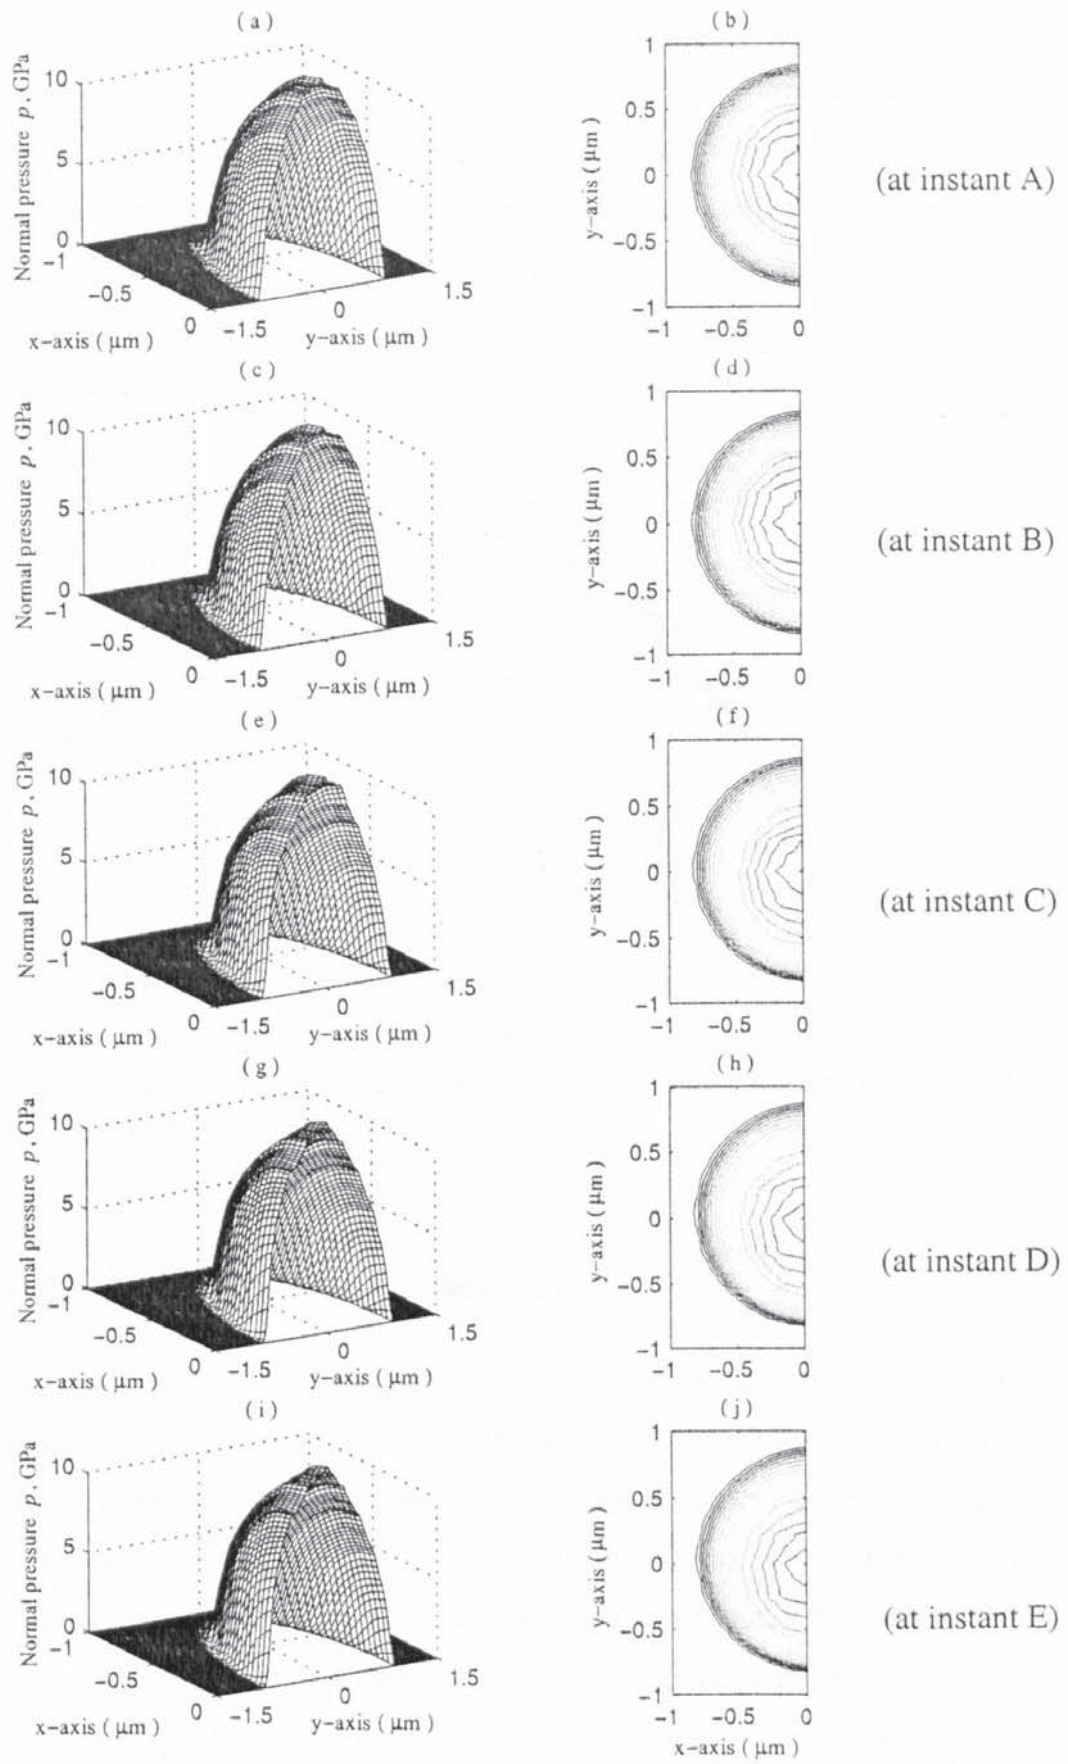 (a)
Normal pressure p, GPa
10
5
0
-1
-0.5
0
x-axis (μm)
-1.5
0
1.5
y-axis (μm)
(b)
1
0.5
0
-0.5
-1
y-axis (μm)
-1 -0.5 0
(at instant A)
(c)
Normal pressure p, GPa
10
5
0
-1
-0.5
0
x-axis (μm)
-1.5
0
1.5
y-axis (μm)
(d)
1
0.5
0
-0.5
-1
y-axis (μm)
-1 -0.5 0
(at instant B)
(e)
Normal pressure p, GPa
10
5
0
-1
-0.5
0
x-axis (μm)
-1.5
0
1.5
y-axis (μm)
(f)
1
0.5
0
-0.5
-1
y-axis (μm)
-1 -0.5 0
(at instant C)
(g)
Normal pressure p, GPa
10
5
0
-1
-0.5
0
x-axis (μm)
-1.5
0
1.5
y-axis (μm)
(h)
1
0.5
0
-0.5
-1
y-axis (μm)
-1 -0.5 0
(at instant D)
(i)
Normal pressure p, GPa
10
5
0
-1
-0.5
0
x-axis (μm)
-1.5
0
1.5
y-axis (μm)
(j)
1
0.5
0
-0.5
-1
y-axis (μm)
-1 -0.5 0
x-axis (μm)
(at instant E)